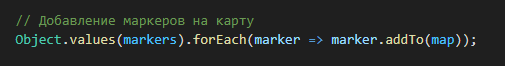 // Добавление маркеров на карту
Object.values(markers).forEach(marker => marker.addTo(map));